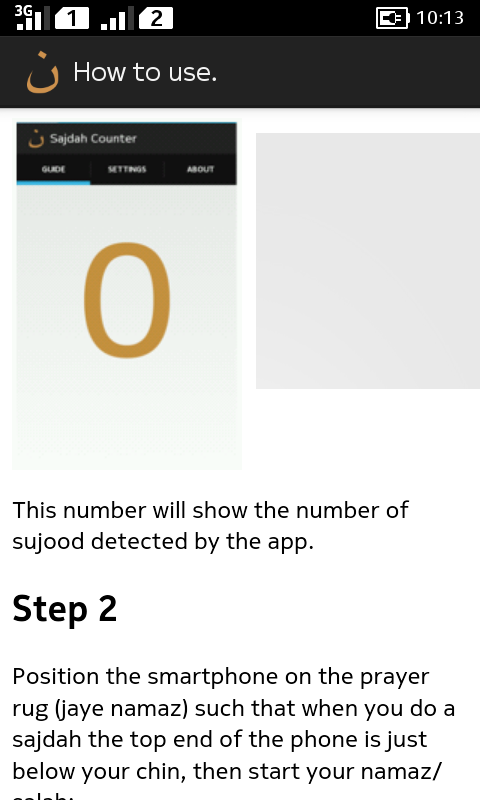 3G 1 2 10:13
ن How to use.
ن Sajdah Counter
GUIDE SETTINGS ABOUT
0
This number will show the number of
sujood detected by the app.
Step 2
Position the smartphone on the prayer
rug (jaye namaz) such that when you do a
sajdah the top end of the phone is just
below your chin, then start your namaz/